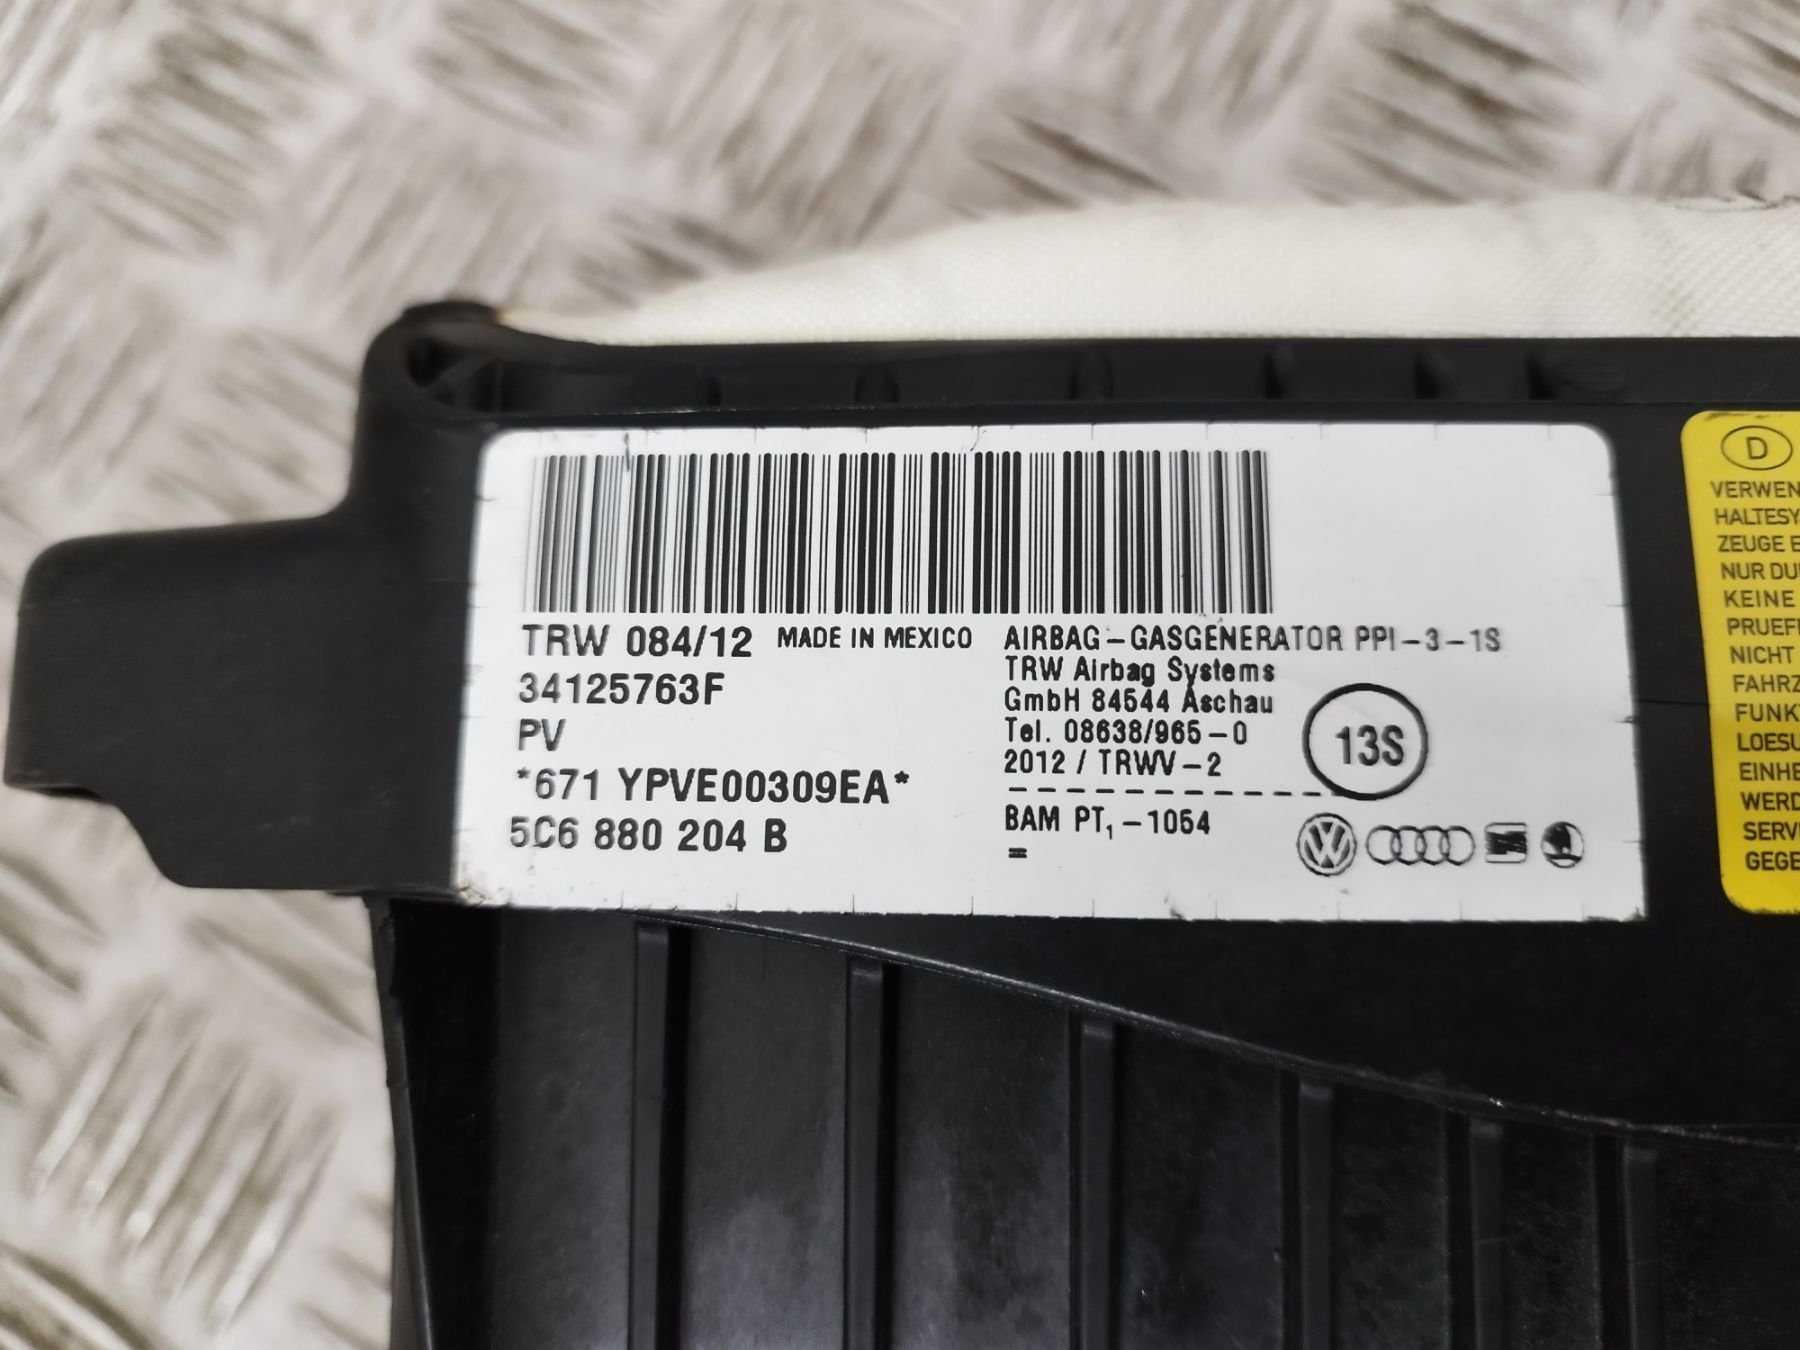 TRW 084/12 MADE IN MEXICO
34125763F
PV
*671 YPVE00309EA*
5C6 880 204 B
AIRBAG-GASGENERATOR PPI-3-1S
TRW Airbag Systems
GmbH 84544 Aschau
Tel. 08638/965-0
2012 / TRWV-2
13S
BAM PT₁-1054
=
D
VERWEN
HALTESY
ZEUGE E
NUR DU
KEINE
PRUEF
NICHT
FAHRZ
FUNK
LOESU
EINHE
WERD
SERVI
GEGE